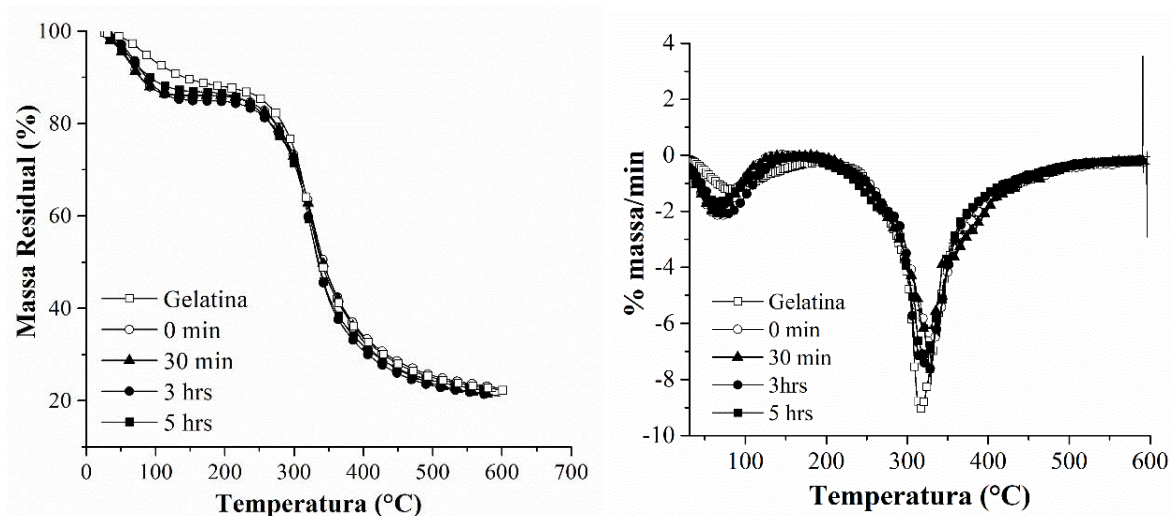 100
80
60
40
20
Massa Residual (%)
Gelatina
0 min
30 min
3 hrs
5 hrs
0 100 200 300 400 500 600 700
Temperatura (°C)
4
2
0
-2
-4
-6
-8
-10
% massa/min
Gelatina
0 min
30 min
3hrs
5 hrs
100 200 300 400 500 600
Temperatura (°C)